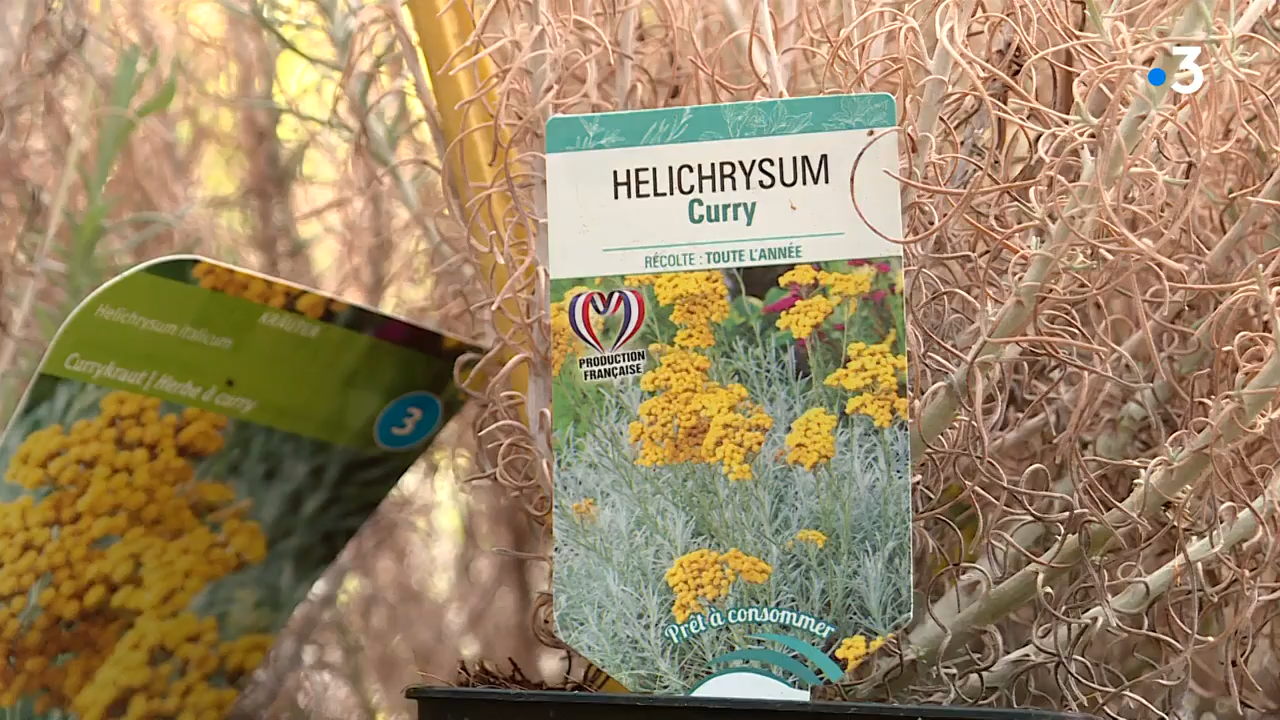 3
HELICHRYSUM
Curry
RÉCOLTE : TOUTE L'ANNÉE
PRODUCTION
FRANÇAISE
Prêt à consommer
KRÄUTER
Helichrysum italicum
Currykraut | Herbe à curry
3